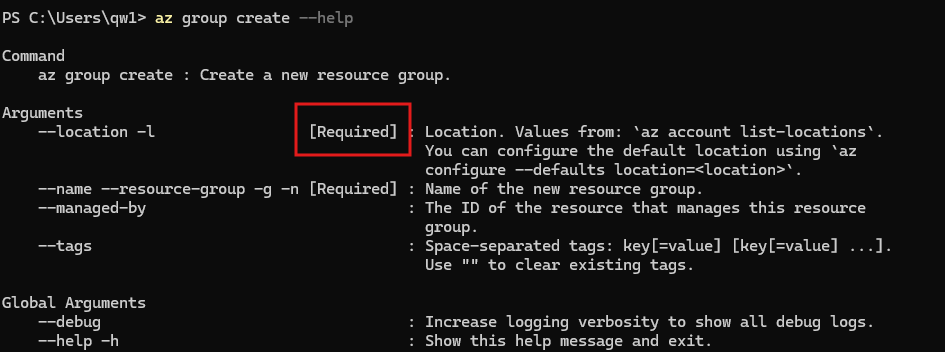 PS C:\Users\qw1> az group create --help
Command
az group create : Create a new resource group.
Arguments
--location -l [Required] : Location. Values from: `az account list-locations`.
You can configure the default location using `az
configure --defaults location=<location>`.
--name --resource-group -g -n [Required] : Name of the new resource group.
--managed-by : The ID of the resource that manages this resource
group.
--tags : Space-separated tags: key[=value] [key[=value] ...].
Use "" to clear existing tags.
Global Arguments
--debug : Increase logging verbosity to show all debug logs.
--help -h : Show this help message and exit.